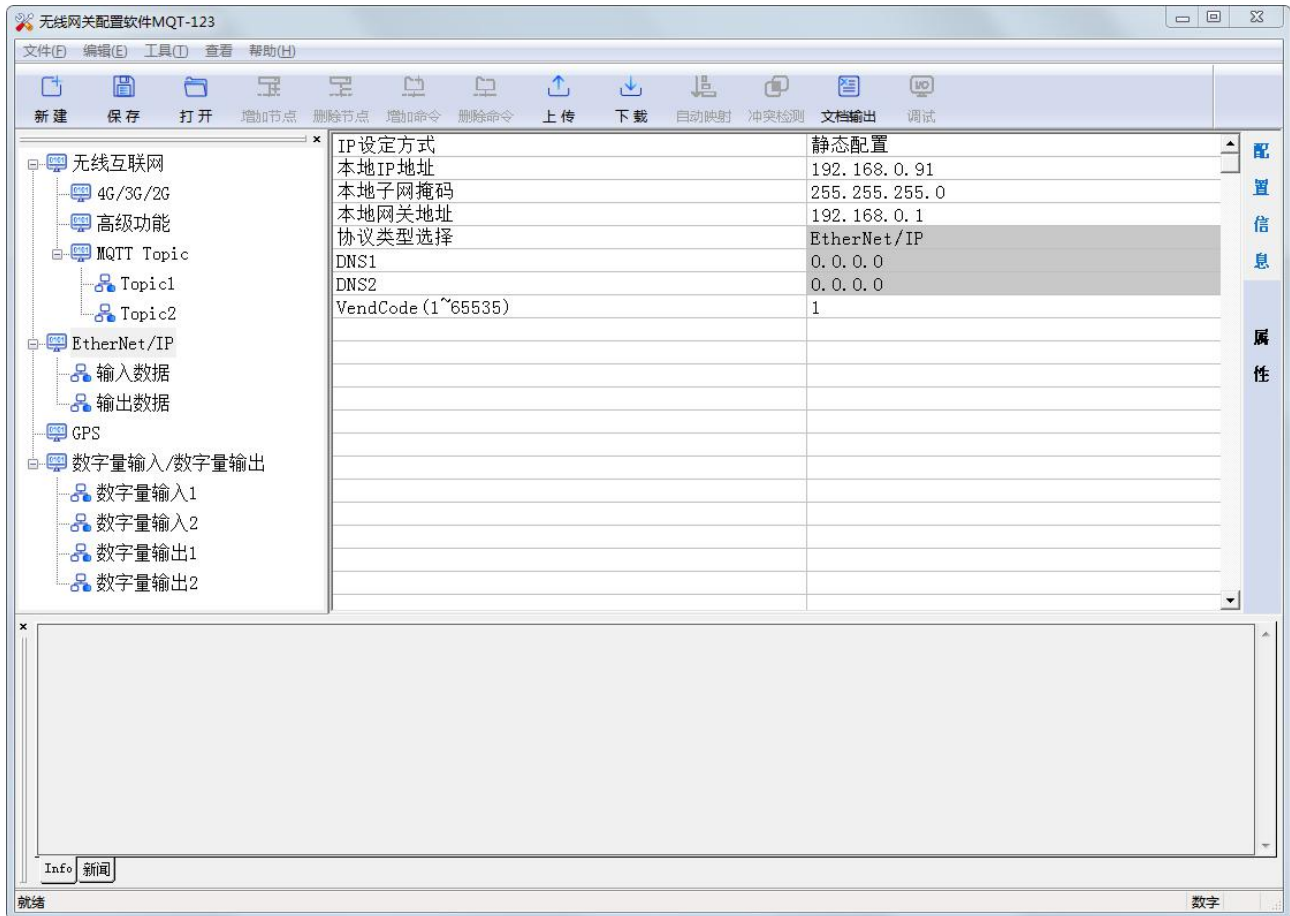 无线网关配置软件MQT-123
文件(F) 编辑(E) 工具(T) 查看 帮助(H)
新建 保存 打开 增加节点 删除节点 增加命令 删除命令 上传 下载 自动映射 冲突检测 文档输出 调试
无线互联网
4G/3G/2G
高级功能
MQTT Topic
Topic1
Topic2
EtherNet/IP
输入数据
输出数据
GPS
数字量输入/数字量输出
数字量输入1
数字量输入2
数字量输出1
数字量输出2
IP设定方式 静态配置
本地IP地址 192.168.0.91
本地子网掩码 255.255.255.0
本地网关地址 192.168.0.1
协议类型选择 EtherNet/IP
DNS1 0.0.0.0
DNS2 0.0.0.0
VendCode(1~65535) 1
配置信息
属性
Info 新闻
就绪 数字